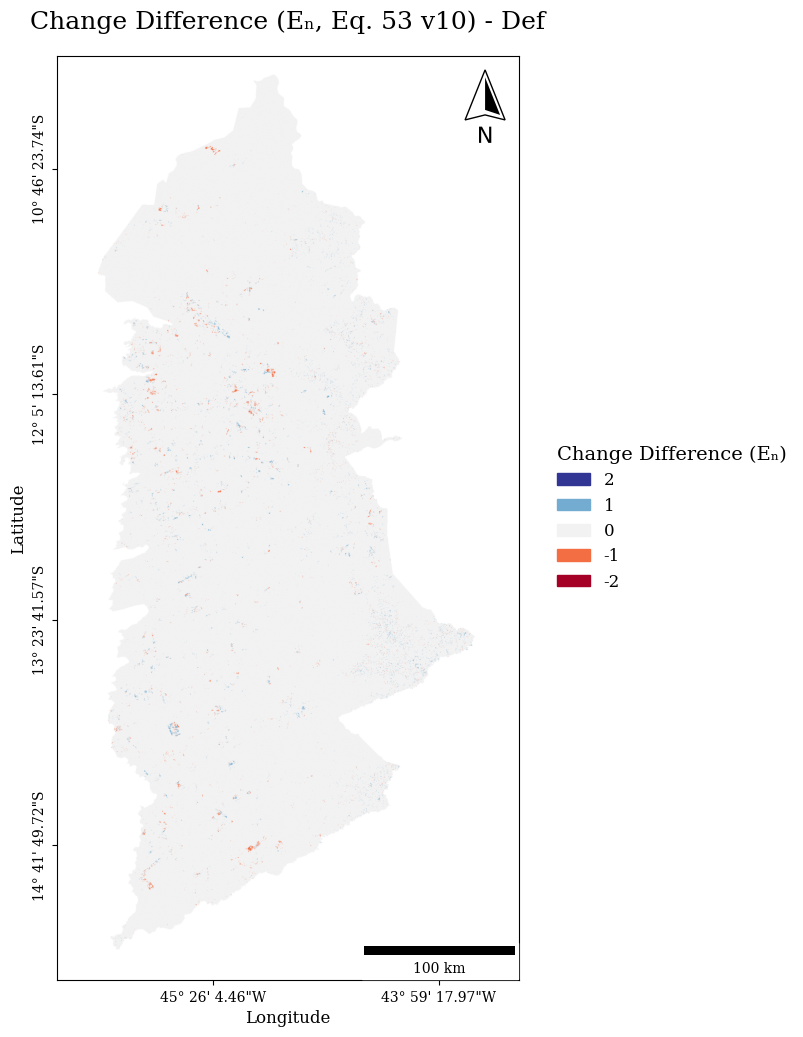 Change Difference (Eₙ, Eq. 53 v10) - Def
N
10° 46' 23.74"S
12° 5' 13.61"S
13° 23' 41.57"S
14° 41' 49.72"S
Latitude
Change Difference (Eₙ)
2
1
0
-1
-2
100 km
45° 26' 4.46"W
43° 59' 17.97"W
Longitude